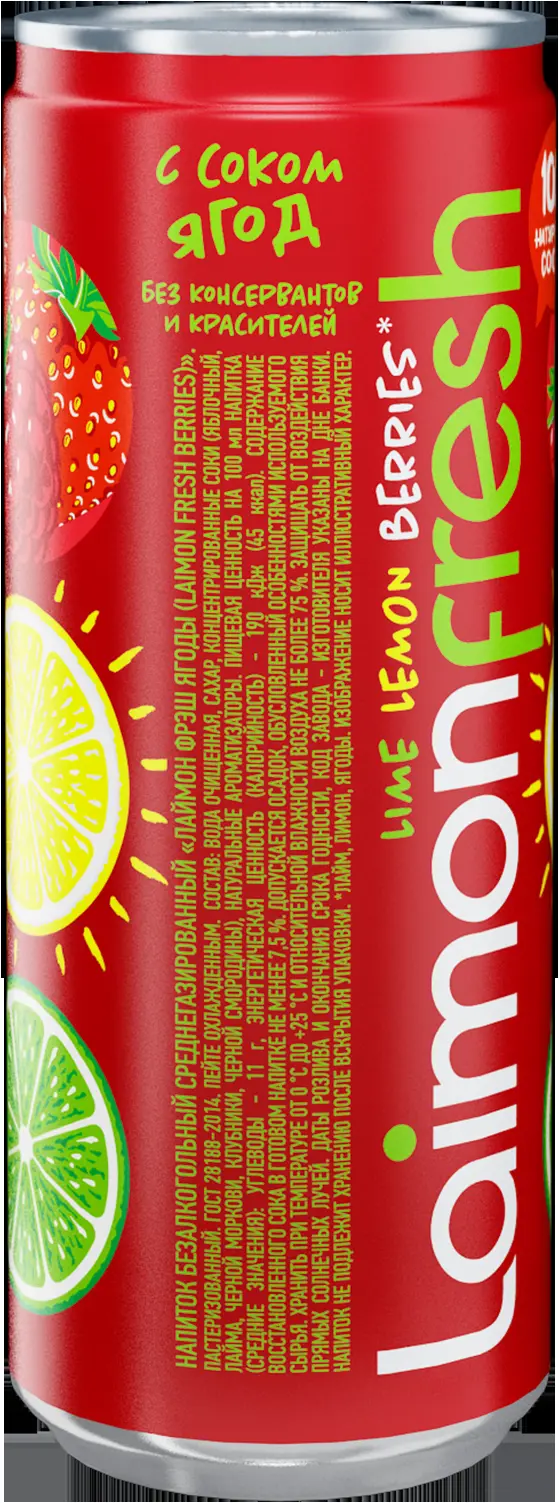 С СОКОМ
ЯГОД
БЕЗ КОНСЕРВАНТОВ
И КРАСИТЕЛЕЙ
НАПИТОК БЕЗАЛКОГОЛЬНЫЙ СРЕДНЕГАЗИРОВАННЫЙ «ЛАЙМОН ФРЭШ ЯГОДЫ (LAIMON FRESH BERRIES)».
ПАСТЕРИЗОВАННЫЙ. ГОСТ 28188-2014. ПЕЙТЕ ОХЛАЖДЕННЫМ. СОСТАВ: ВОДА ОЧИЩЕННАЯ, САХАР, КОНЦЕНТРИРОВАННЫЕ СОКИ (ЯБЛОЧНЫЙ,
ЛАЙМА, ЧЕРНОЙ МОРКОВИ, КЛУБНИКИ, ЧЕРНОЙ СМОРОДИНЫ), НАТУРАЛЬНЫЕ АРОМАТИЗАТОРЫ. ПИЩЕВАЯ ЦЕННОСТЬ НА 100 мл НАПИТКА
(СРЕДНИЕ ЗНАЧЕНИЯ): УГЛЕВОДЫ – 11 г, ЭНЕРГЕТИЧЕСКАЯ ЦЕННОСТЬ (КАЛОРИЙНОСТЬ) – 190 кДж (45 ккал). СОДЕРЖАНИЕ
ВОССТАНОВЛЕННОГО СОКА В ГОТОВОМ НАПИТКЕ НЕ МЕНЕЕ 7,5 %. ДОПУСКАЕТСЯ ОСАДОК, ОБУСЛОВЛЕННЫЙ ОСОБЕННОСТЯМИ ИСПОЛЬЗУЕМОГО
СЫРЬЯ. ХРАНИТЬ ПРИ ТЕМПЕРАТУРЕ ОТ 0 °С ДО +25 °С И ОТНОСИТЕЛЬНОЙ ВЛАЖНОСТИ ВОЗДУХА НЕ БОЛЕЕ 75 %. ЗАЩИЩАТЬ ОТ ВОЗДЕЙСТВИЯ
ПРЯМЫХ СОЛНЕЧНЫХ ЛУЧЕЙ. ДАТЫ РОЗЛИВА И ОКОНЧАНИЯ СРОКА ГОДНОСТИ, КОД ЗАВОДА - ИЗГОТОВИТЕЛЯ УКАЗАНЫ НА ДНЕ БАНКИ.
НАПИТОК НЕ ПОДЛЕЖИТ ХРАНЕНИЮ ПОСЛЕ ВСКРЫТИЯ УПАКОВКИ. *ЛАЙМ, ЛИМОН, ЯГОДЫ. ИЗОБРАЖЕНИЕ НОСИТ ИЛЛЮСТРАТИВНЫЙ ХАРАКТЕР.
LIME LEMON BERRIES*
Laimonfresh